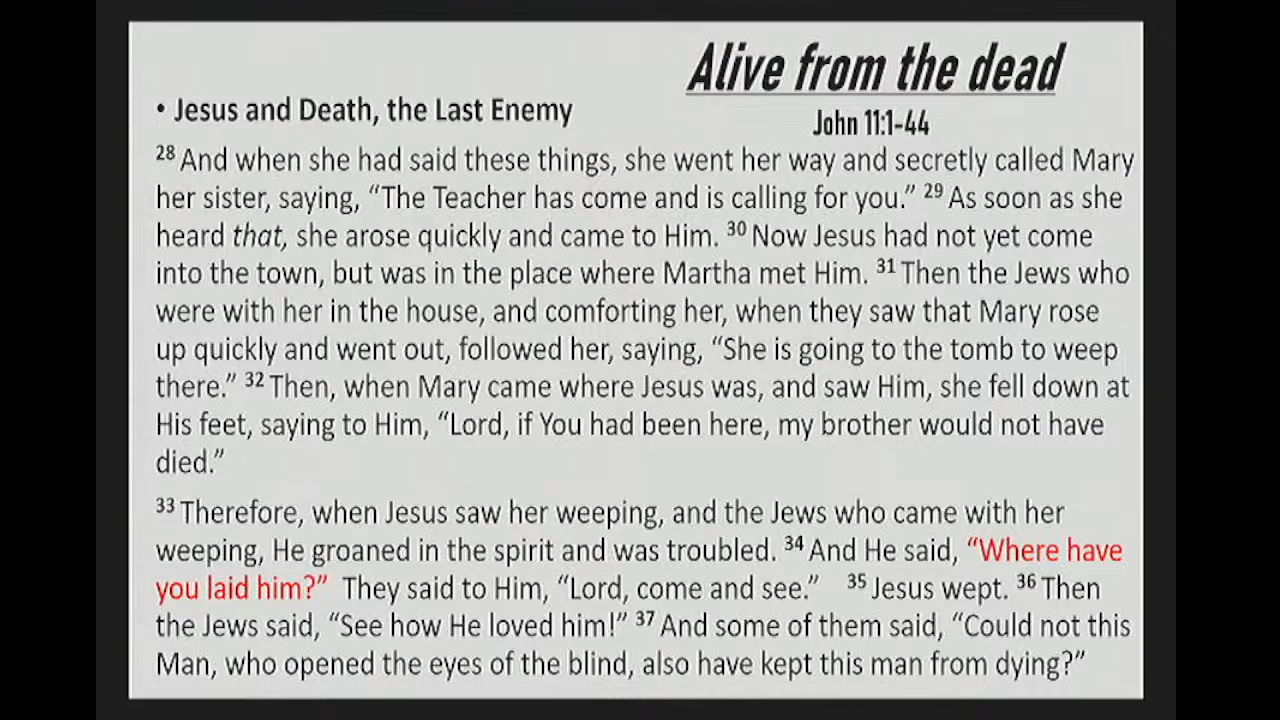 Alive from the dead
John 11:1-44
• Jesus and Death, the Last Enemy
28 And when she had said these things, she went her way and secretly called Mary
her sister, saying, “The Teacher has come and is calling for you.” 29 As soon as she
heard that, she arose quickly and came to Him. 30 Now Jesus had not yet come
into the town, but was in the place where Martha met Him. 31 Then the Jews who
were with her in the house, and comforting her, when they saw that Mary rose
up quickly and went out, followed her, saying, “She is going to the tomb to weep
there.” 32 Then, when Mary came where Jesus was, and saw Him, she fell down at
His feet, saying to Him, “Lord, if You had been here, my brother would not have
died.”
33 Therefore, when Jesus saw her weeping, and the Jews who came with her
weeping, He groaned in the spirit and was troubled. 34 And He said, “Where have
you laid him?” They said to Him, “Lord, come and see.” 35 Jesus wept. 36 Then
the Jews said, “See how He loved him!” 37 And some of them said, “Could not this
Man, who opened the eyes of the blind, also have kept this man from dying?”